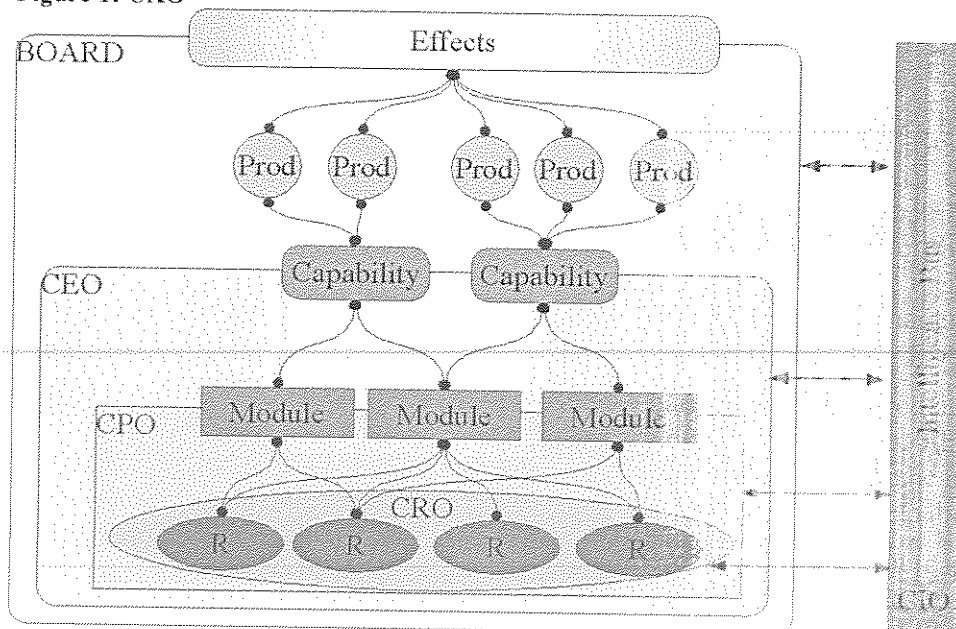 BOARD
Effects
Prod Prod Prod Prod Prod
CEO
Capability Capability
CPO
Module Module Module
CRO
R R R R